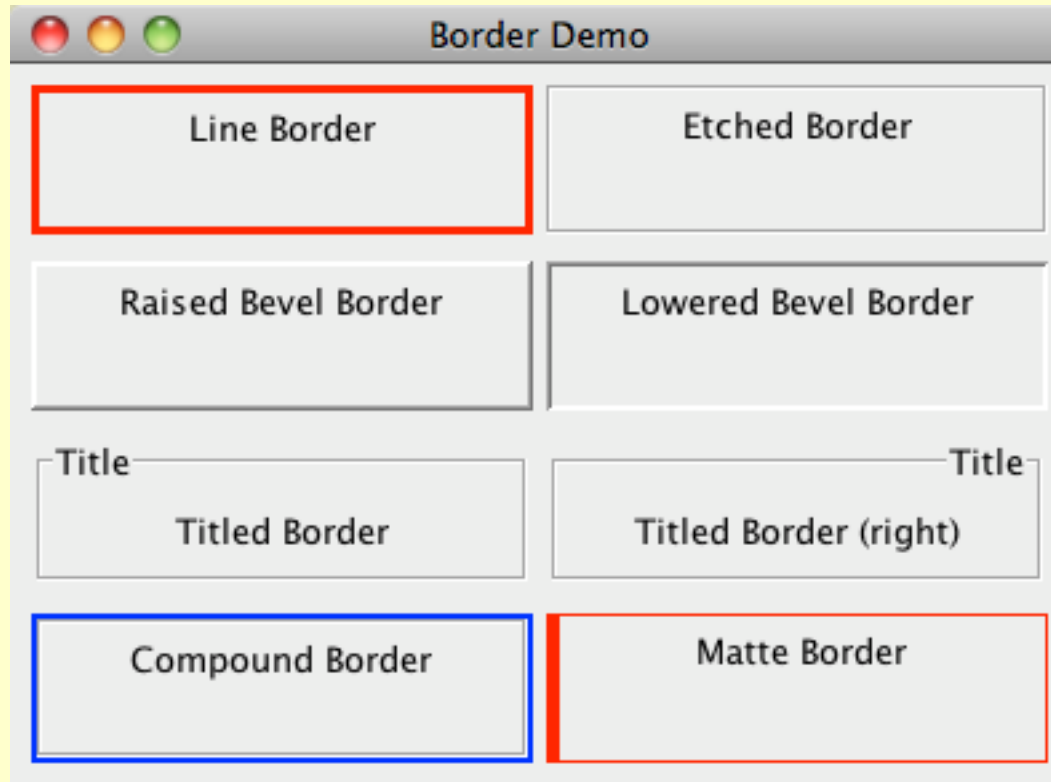 Border Demo
Line Border
Etched Border
Raised Bevel Border
Lowered Bevel Border
Title
Titled Border
Title
Titled Border (right)
Compound Border
Matte Border